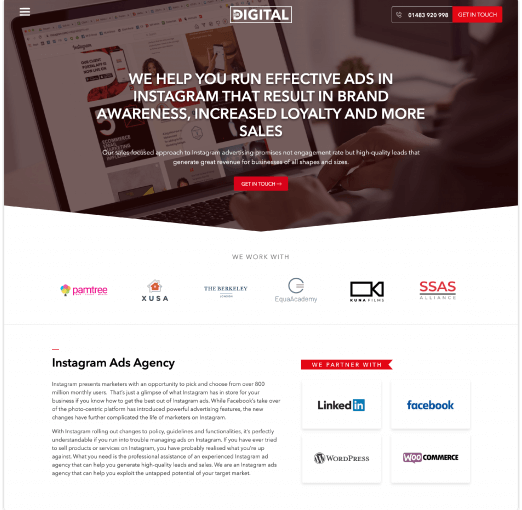 DIGITAL
01483 920 998
GET IN TOUCH
WE HELP YOU RUN EFFECTIVE ADS IN
INSTAGRAM THAT RESULT IN BRAND
AWARENESS, INCREASED LOYALTY AND MORE
SALES
Our sales-focused approach to Instagram advertising promises not engagement rate but high-quality leads that
generate great revenue for businesses of all shapes and sizes.
GET IN TOUCH
WE WORK WITH
pamtree
XUSA
THE BERKELEY
EquaAcademy
KUNA FILMS
SSAS
ALLIANCE
Instagram Ads Agency
Instagram presents marketers with an opportunity to pick and choose from over 800
million monthly users. That's just a glimpse of what Instagram has in store for your
business if you know how to get the best out of Instagram ads. While Facebook's take over
of the photo-centric platform has introduced powerful advertising features, the new
changes have further complicated the life of marketers on Instagram.
With Instagram rolling out changes to policy, guidelines and functionalities, it's perfectly
understandable if you run into trouble managing ads on Instagram. If you have ever tried
to sell products or services on Instagram, you have probably realised what you're up
against. What you need is the professional assistance of an experienced Instagram ad
agency that can help you generate high-quality leads and sales. We are an Instagram ads
agency that can help you exploit the untapped potential of your target market.
WE PARTNER WITH
Linked in
facebook
WORDPRESS
WOO COMMERCE